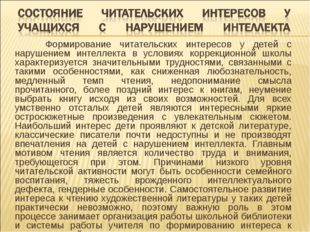 СОСТОЯНИЕ ЧИТАТЕЛЬСКИХ ИНТЕРЕСОВ У
УЧАЩИХСЯ С НАРУШЕНИЕМ ИНТЕЛЛЕКТА
Формирование читательских интересов у детей с
нарушением интеллекта в условиях коррекционной школы
характеризуется значительными трудностями, связанными с
такими особенностями, как сниженная любознательность,
медленный темп чтения, недопонимание смысла
прочитанного, более поздний интерес к книгам, неумение
выбрать книгу исходя из своих возможностей. Для всех
умственно отсталых детей являются интересными яркие
остросюжетные произведения с увлекательным сюжетом.
Наибольший интерес дети проявляют к детской литературе,
классические писатели почти недоступны и не производят
впечатления на детей с нарушением интеллекта. Главным
мотивом чтения является количество труда и внимания,
требующегося при этом. Причинами низкого уровня
читательской активности могут быть особенности семейного
воспитания, тяжесть врожденного интеллектуального
дефекта, гендерные особенности. Самостоятельное развитие
интереса к чтению художественной литературы у таких детей
практически невозможно, поэтому важную роль в этом
процессе занимает организация работы школьной библиотеки
и системы работы учителя по формированию интереса к